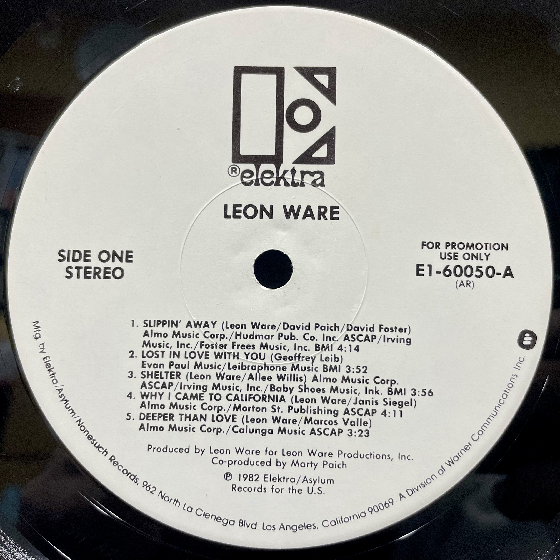 ® elektra
LEON WARE
SIDE ONE
STEREO
FOR PROMOTION
USE ONLY
E1-60050-A
(AR)
1. SLIPPIN' AWAY (Leon Ware/David Paich/David Foster)
Almo Music Corp./Hudmar Pub. Co. Inc. ASCAP/Irving
Music, Inc./Foster Frees Music, Inc. BMI 4:14
2. LOST IN LOVE WITH YOU (Geoffrey Leib)
Evan Paul Music/Leibraphone Music BMI 3:52
3. SHELTER (Leon Ware/Allee Willis) Almo Music Corp.
ASCAP/Irving Music, Inc./Baby Shoes Music, Ink. BMI 3:56
4. WHY I CAME TO CALIFORNIA (Leon Ware/Janis Siegel)
Almo Music Corp./Morton St. Publishing ASCAP 4:11
5. DEEPER THAN LOVE (Leon Ware/Marcos Valle)
Almo Music Corp./Calunga Music ASCAP 3:23
Produced by Leon Ware for Leon Ware Productions, Inc.
Co-produced by Marty Paich
℗ 1982 Elektra/Asylum
Records for the U.S.
Mfg. by Elektra/Asylum/Nonesuch Records, 962 North La Cienega Blvd. Los Angeles, California 90069 A Division of Warner Communications Inc.